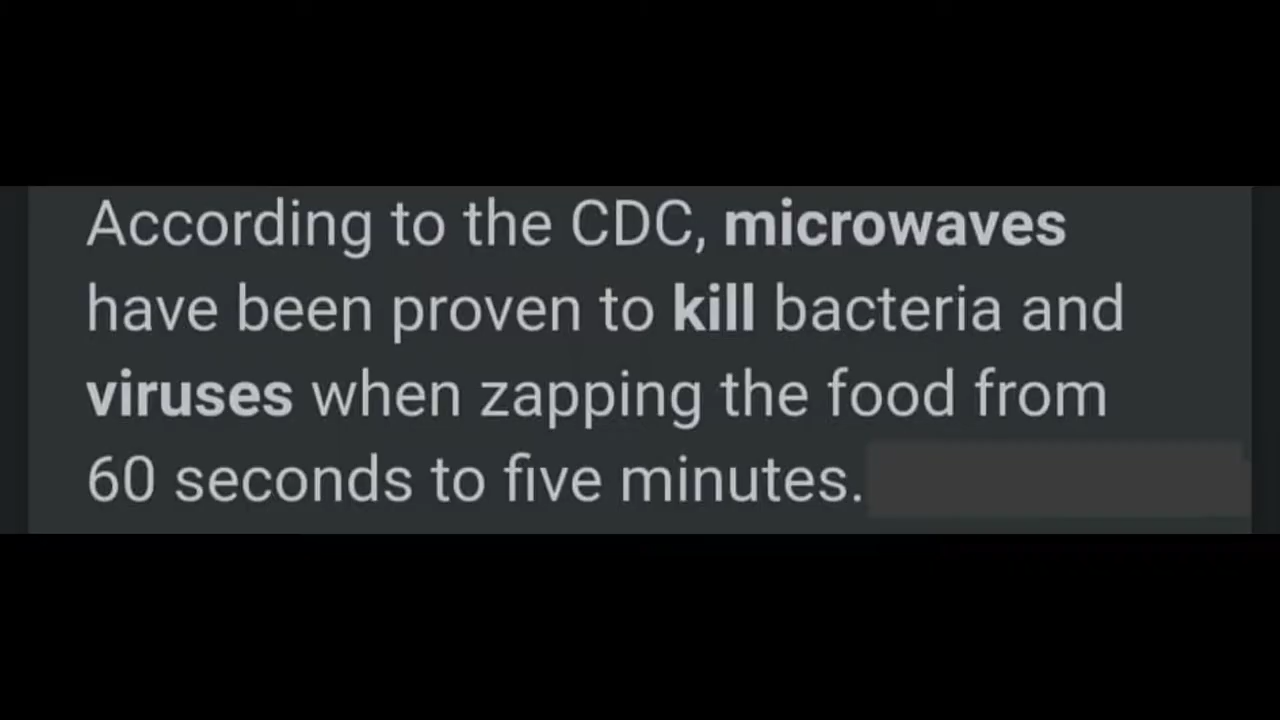 According to the CDC, microwaves
have been proven to kill bacteria and
viruses when zapping the food from
60 seconds to five minutes.